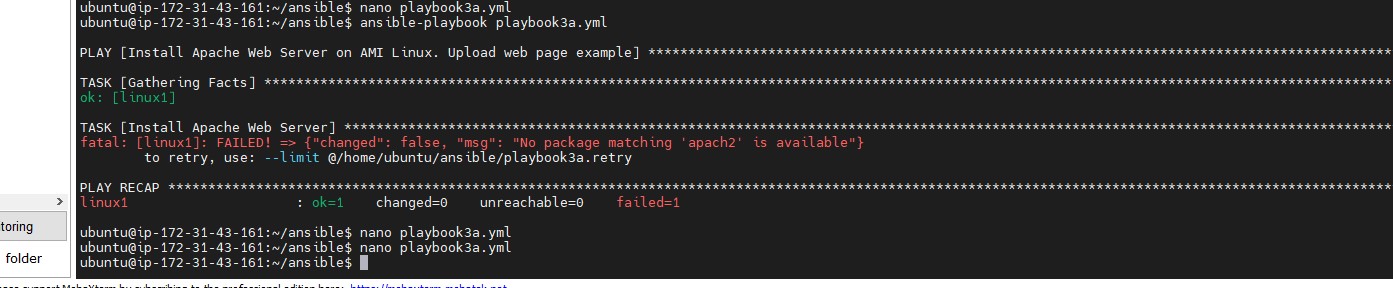 ubuntu@ip-172-31-43-161:~/ansible$ nano playbook3a.yml
ubuntu@ip-172-31-43-161:~/ansible$ ansible-playbook playbook3a.yml
PLAY [Install Apache Web Server on AMI Linux. Upload web page example] *********************************************************************************************
TASK [Gathering Facts] *********************************************************************************************************************************************
ok: [linux1]
TASK [Install Apache Web Server] ***********************************************************************************************************************************
fatal: [linux1]: FAILED! => {"changed": false, "msg": "No package matching 'apach2' is available"}
to retry, use: --limit @/home/ubuntu/ansible/playbook3a.retry
PLAY RECAP *********************************************************************************************************************************************************
linux1 : ok=1 changed=0 unreachable=0 failed=1
toring
ubuntu@ip-172-31-43-161:~/ansible$ nano playbook3a.yml
ubuntu@ip-172-31-43-161:~/ansible$ nano playbook3a.yml
folder
ubuntu@ip-172-31-43-161:~/ansible$